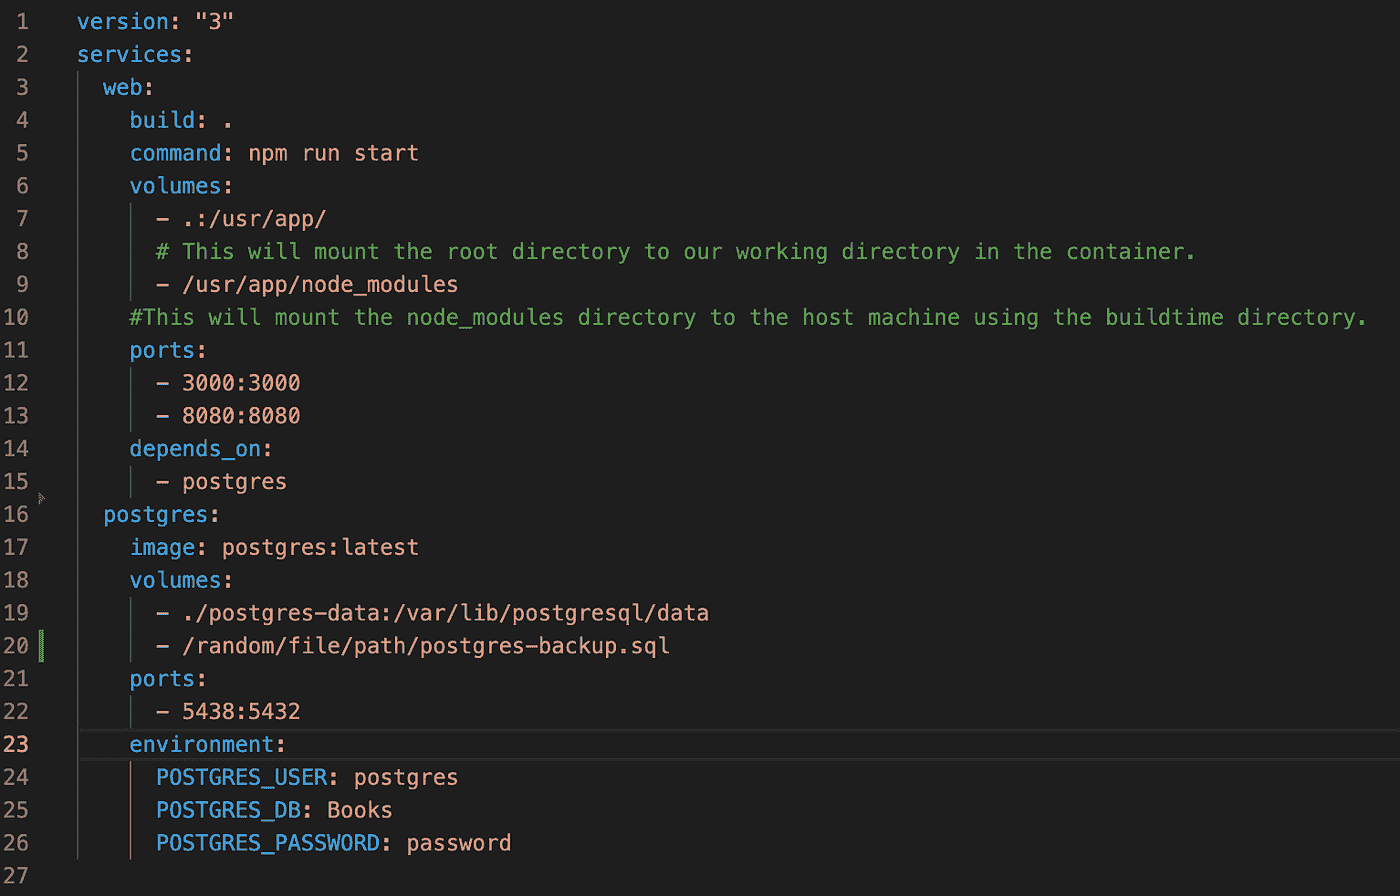 1 version: "3"
2 services:
3 web:
4 build: .
5 command: npm run start
6 volumes:
7 - .:/usr/app/
8 # This will mount the root directory to our working directory in the container.
9 - /usr/app/node_modules
10 #This will mount the node_modules directory to the host machine using the buildtime directory.
11 ports:
12 - 3000:3000
13 - 8080:8080
14 depends_on:
15 - postgres
16 postgres:
17 image: postgres:latest
18 volumes:
19 - ./postgres-data:/var/lib/postgresql/data
20 - /random/file/path/postgres-backup.sql
21 ports:
22 - 5438:5432
23 environment:
24 POSTGRES_USER: postgres
25 POSTGRES_DB: Books
26 POSTGRES_PASSWORD: password
27